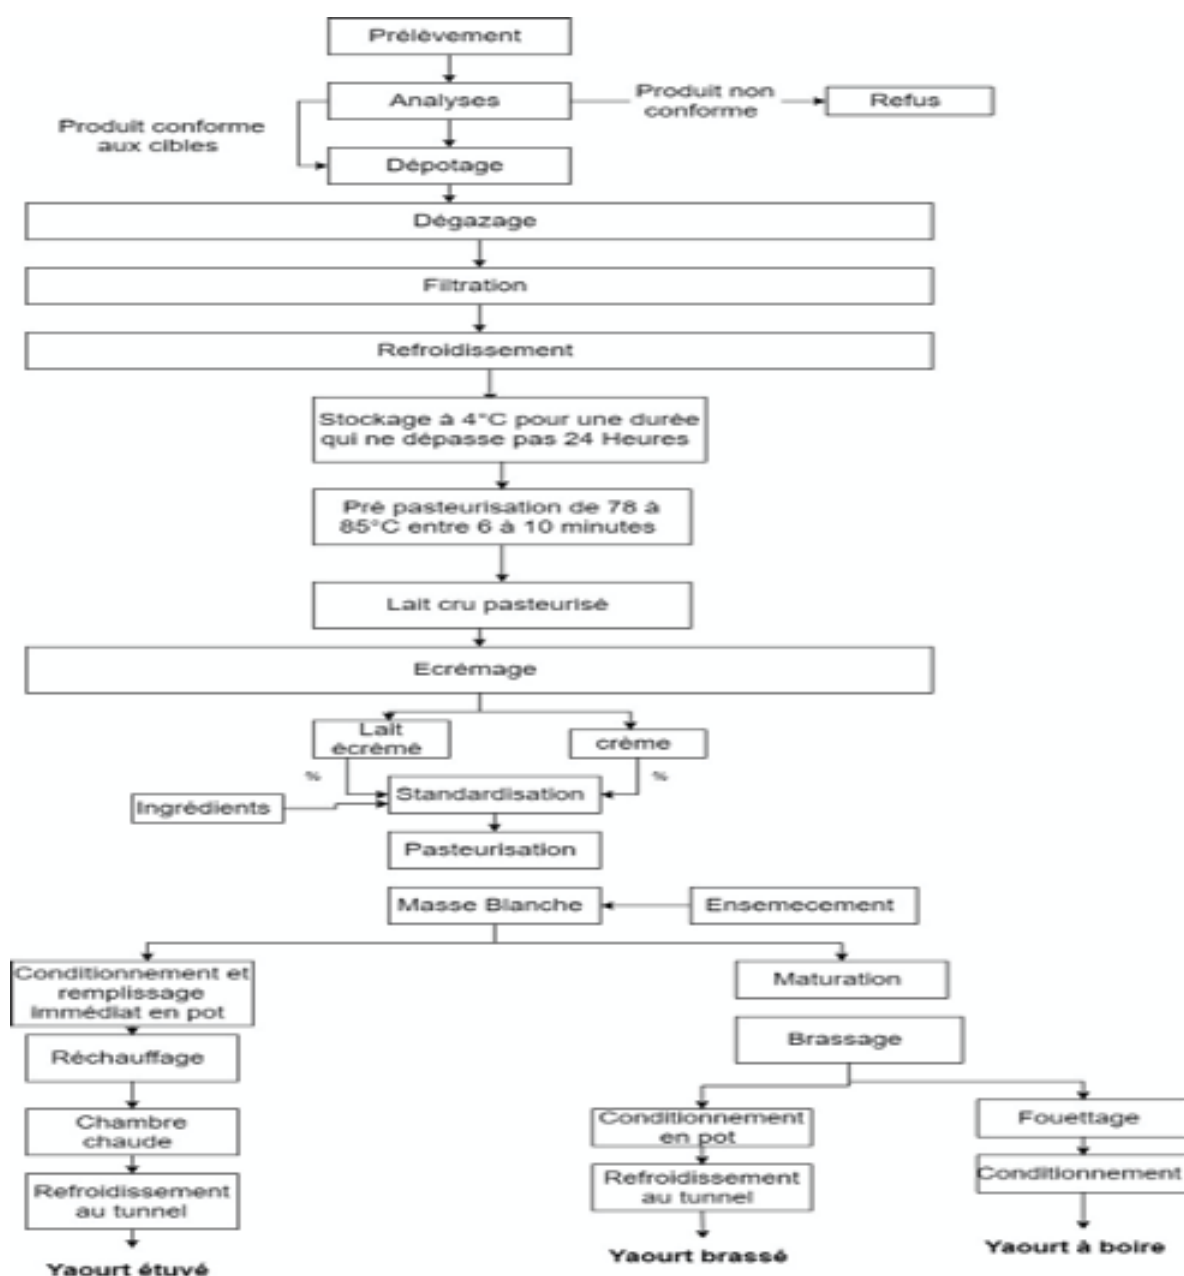 Prélèvement
Analyses
Produit non
conforme
Refus
Produit conforme
aux cibles
Dépotage
Dégazage
Filtration
Refroidissement
Stockage à 4°C pour une durée
qui ne dépasse pas 24 Heures
Pré pasteurisation de 78 à
85°C entre 6 à 10 minutes
Lait cru pasteurisé
Ecrémage
Lait
écrémé
crème
%
%
Standardisation
Ingrédients
Pasteurisation
Masse Blanche
Ensemecement
Conditionnement et
remplissage
immédiat en pot
Réchauffage
Chambre
chaude
Refroidissement
au tunnel
Yaourt étuvé
Maturation
Brassage
Conditionnement
en pot
Refroidissement
au tunnel
Yaourt brassé
Fouettage
Conditionnement
Yaourt à boire